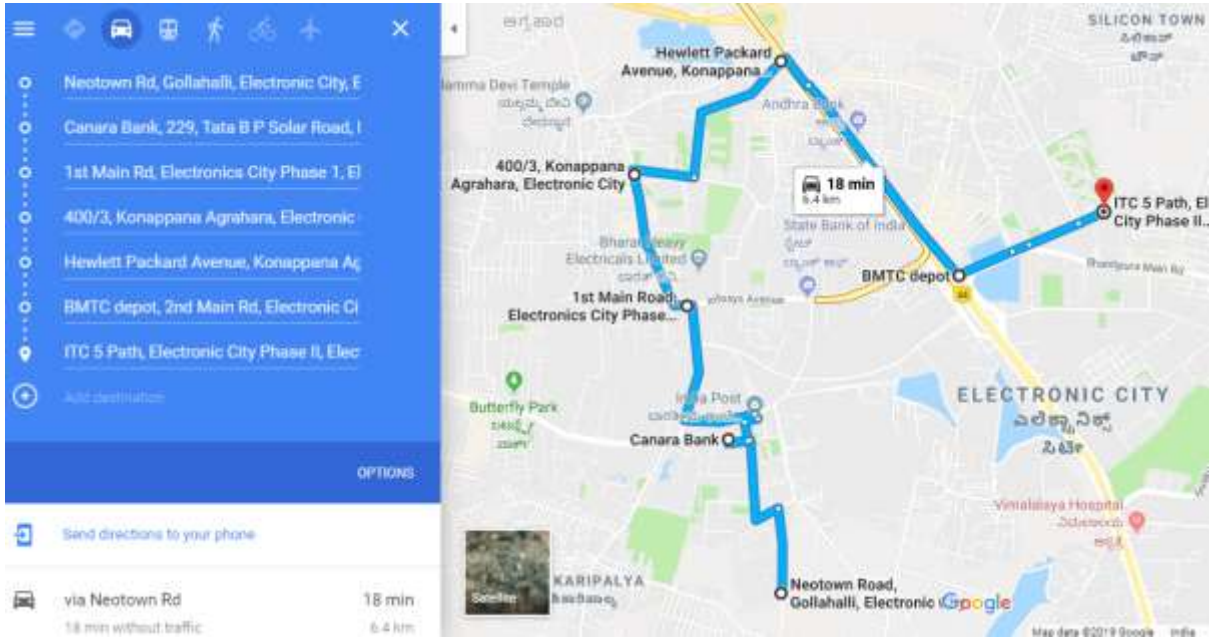 Neotown Rd, Gollahalli, Electronic City, E
Canara Bank, 229, Tata B P Solar Road, I
1st Main Rd, Electronics City Phase 1, El
400/3, Konappana Agrahara, Electronic
Hewlett Packard Avenue, Konappana Ag
BMTC depot, 2nd Main Rd, Electronic Ci
ITC 5 Path, Electronic City Phase II, Elec
Add destination
OPTIONS
Send directions to your phone
via Neotown Rd
18 min
18 min without traffic
6.4 km
SILICON TOWN
Hewlett Packard
Avenue, Konappana
Devi Temple
Andhra Bank
400/3, Konappana
Agrahara, Electronic City
18 min
6.4 km
ITC 5 Path, El
City Phase II...
State Bank of India
Bharat Heavy
Electricals Limited
BMTC depot
1st Main Road,
Electronics City Phase...
Avenue
ELECTRONIC CITY
ಎಲೆಕ್ಟ್ರಾನಿಕ್ಸ್
ಸಿಟೀ
India Post
Butterfly Park
Canara Bank
Vimalalaya Hospital
Satellite
KARIPALYA
Neotown Road,
Gollahalli, Electronic
Google
Map data ©2019 Google
India